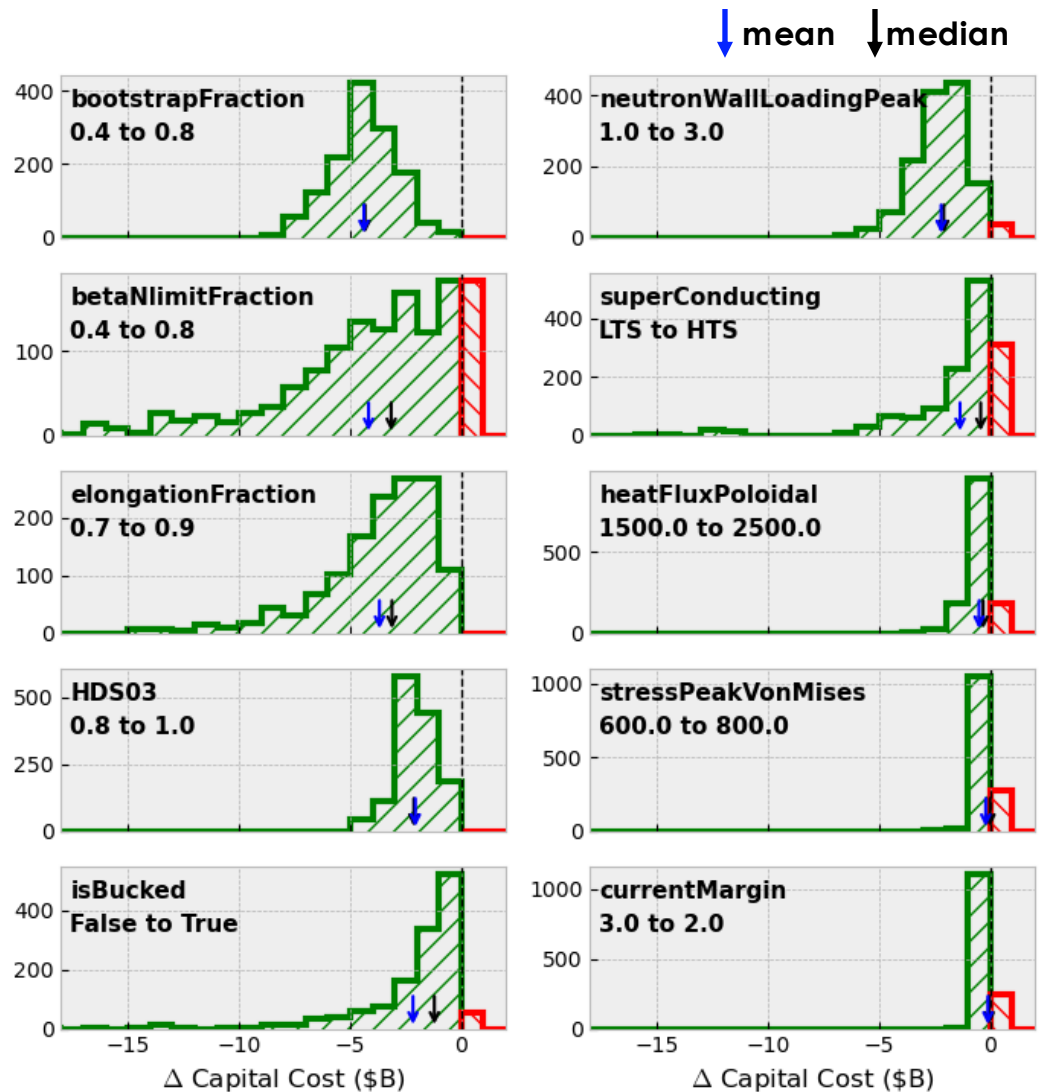 mean median
400
200
0
bootstrapFraction
0.4 to 0.8
400
200
0
neutronWallLoadingPeak
1.0 to 3.0
100
0
betaNlimitFraction
0.4 to 0.8
400
200
0
superConducting
LTS to HTS
200
100
0
elongationFraction
0.7 to 0.9
500
0
heatFluxPoloidal
1500.0 to 2500.0
500
250
0
HDS03
0.8 to 1.0
1000
500
0
stressPeakVonMises
600.0 to 800.0
400
200
0
isBucked
False to True
−15 −10 −5 0
Δ Capital Cost ($B)
1000
500
0
currentMargin
3.0 to 2.0
−15 −10 −5 0
Δ Capital Cost ($B)